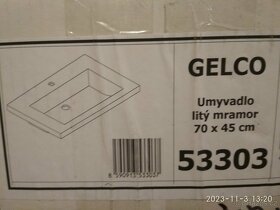 GELCO
Umyvadlo
litý mramor
70 x 45 cm
53303
2023-11-3 13:20